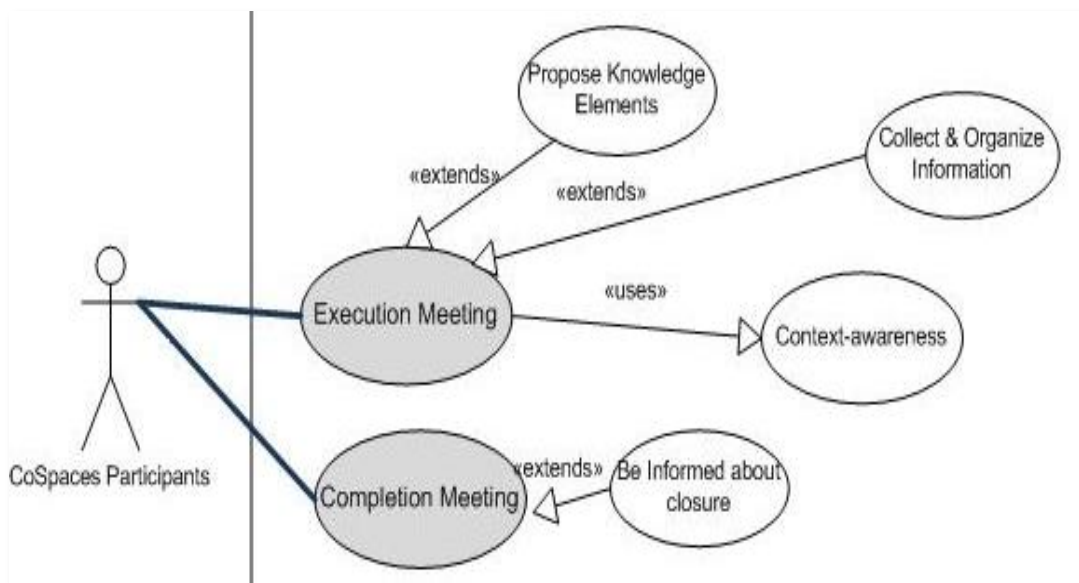 Propose Knowledge
Elements
Collect & Organize
Information
«extends»
«extends»
«uses»
Execution Meeting
Context-awareness
CoSpaces Participants
«extends»
Be Informed about
closure
Completion Meeting